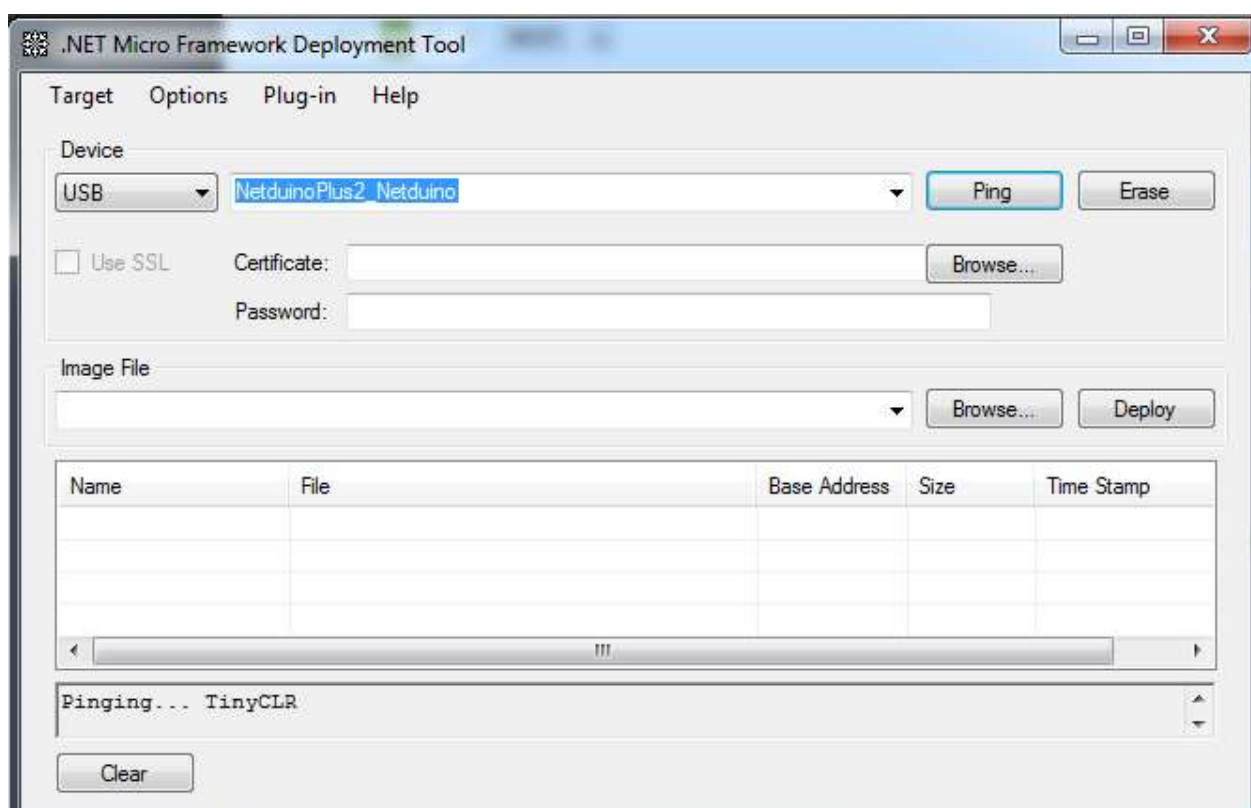 .NET Micro Framework Deployment Tool
Target Options Plug-in Help
Device
USB NetduinoPlus2_Netduino Ping Erase
Use SSL Certificate: Browse...
Password:
Image File
Browse... Deploy
Name File Base Address Size Time Stamp
Pinging... TinyCLR
Clear